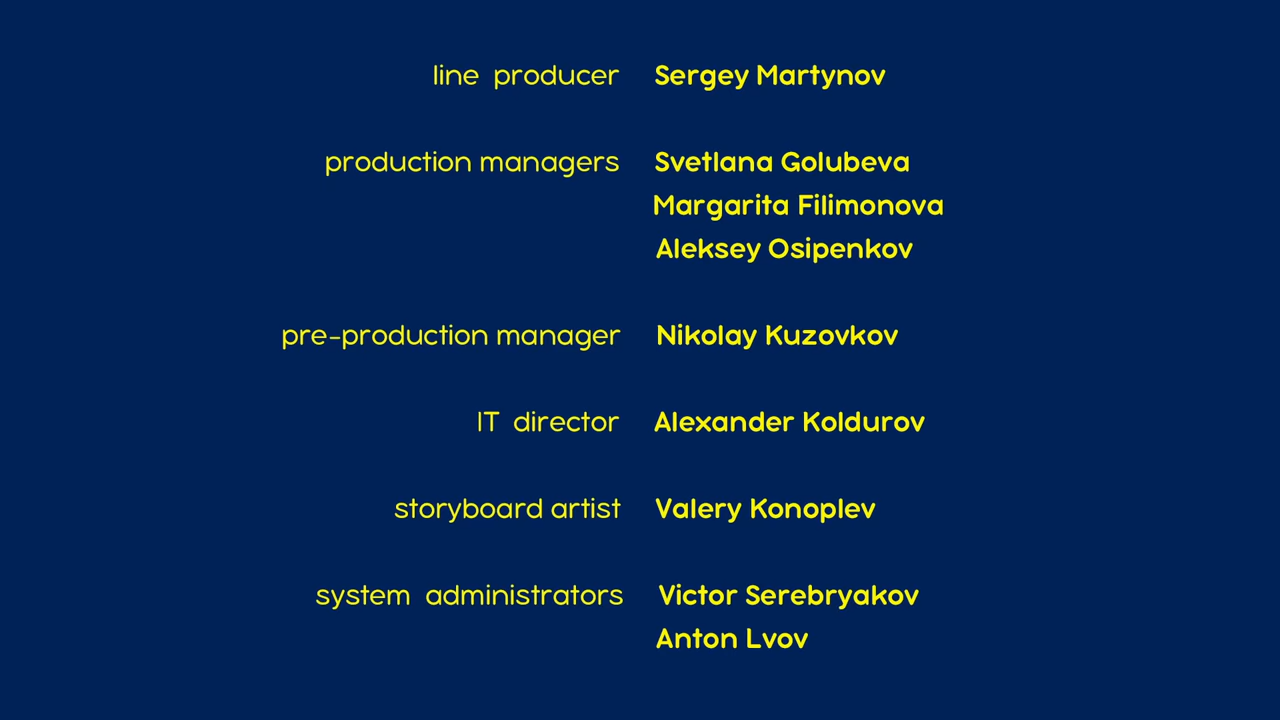 line producer Sergey Martynov
production managers Svetlana Golubeva
Margarita Filimonova
Aleksey Osipenkov
pre-production manager Nikolay Kuzovkov
IT director Alexander Koldurov
storyboard artist Valery Konoplev
system administrators Victor Serebryakov
Anton Lvov